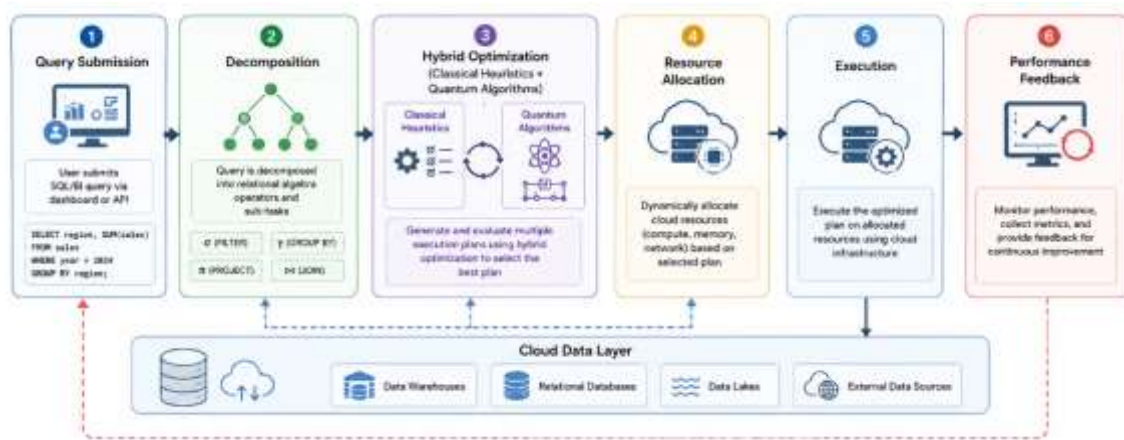 1
Query Submission
User submits
SQL/BI query via
dashboard or API
SELECT region, SUM(sales)
FROM sales
WHERE year = 2024
GROUP BY region;
2
Decomposition
Query is decomposed
into relational algebra
operators and
sub-tasks
σ (FILTER)
γ (GROUP BY)
π (PROJECT)
⋈ (JOIN)
3
Hybrid Optimization
(Classical Heuristics +
Quantum Algorithms)
Classical
Heuristics
Quantum
Algorithms
Generate and evaluate multiple
execution plans using hybrid
optimization to select the
best plan
4
Resource
Allocation
Dynamically allocate
cloud resources
(compute, memory,
network) based on
selected plan
5
Execution
Execute the optimized
plan on allocated
resources using cloud
infrastructure
6
Performance
Feedback
Monitor performance,
collect metrics, and
provide feedback for
continuous improvement
Cloud Data Layer
Data Warehouses
Relational Databases
Data Lakes
External Data Sources